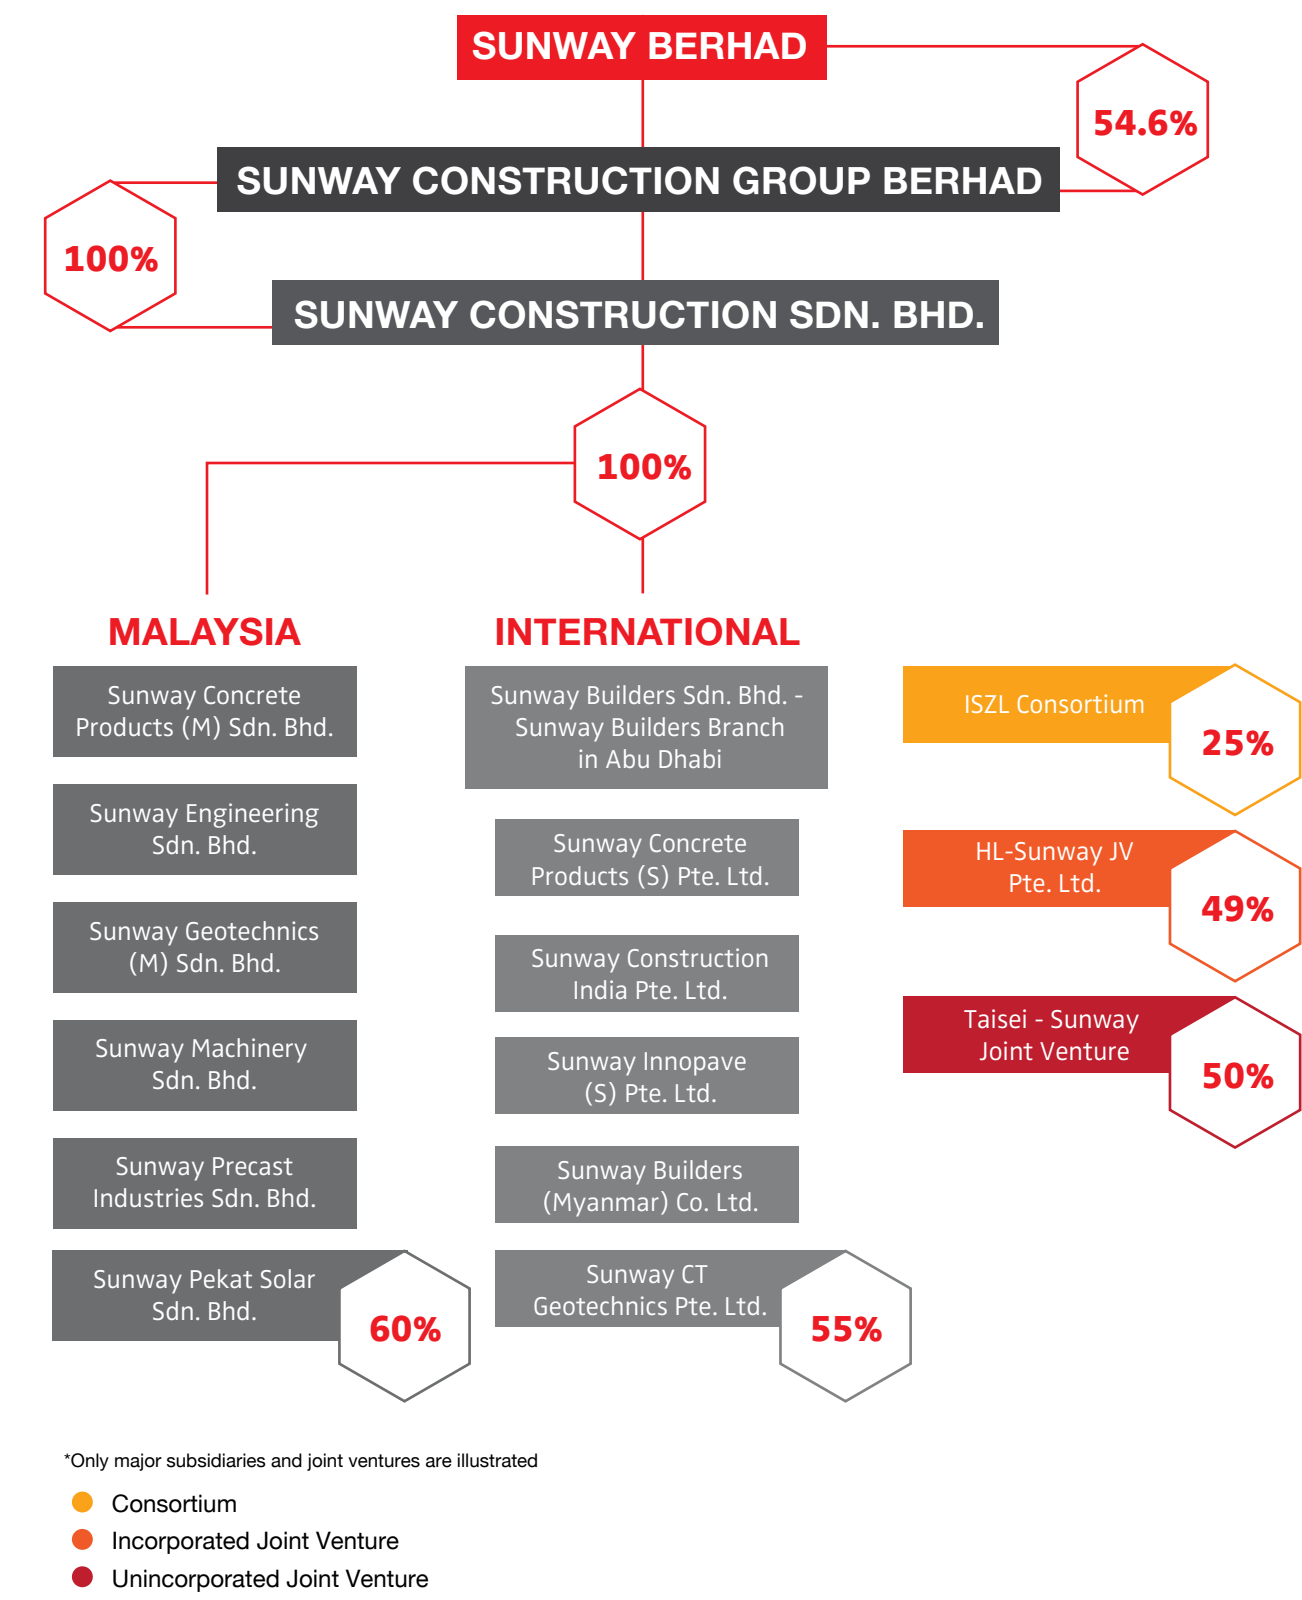 SUNWAY BERHAD
54.6%
SUNWAY CONSTRUCTION GROUP BERHAD
100%
SUNWAY CONSTRUCTION SDN. BHD.
100%
MALAYSIA
Sunway Concrete
Products (M) Sdn. Bhd.
Sunway Engineering
Sdn. Bhd.
Sunway Geotechnics
(M) Sdn. Bhd.
Sunway Machinery
Sdn. Bhd.
Sunway Precast
Industries Sdn. Bhd.
Sunway Pekat Solar
Sdn. Bhd.
60%
INTERNATIONAL
Sunway Builders Sdn. Bhd. -
Sunway Builders Branch
in Abu Dhabi
Sunway Concrete
Products (S) Pte. Ltd.
Sunway Construction
India Pte. Ltd.
Sunway Innopave
(S) Pte. Ltd.
Sunway Builders
(Myanmar) Co. Ltd.
Sunway CT
Geotechnics Pte. Ltd.
55%
ISZL Consortium
25%
HL-Sunway JV
Pte. Ltd.
49%
Taisei - Sunway
Joint Venture
50%
*Only major subsidiaries and joint ventures are illustrated
Consortium
Incorporated Joint Venture
Unincorporated Joint Venture